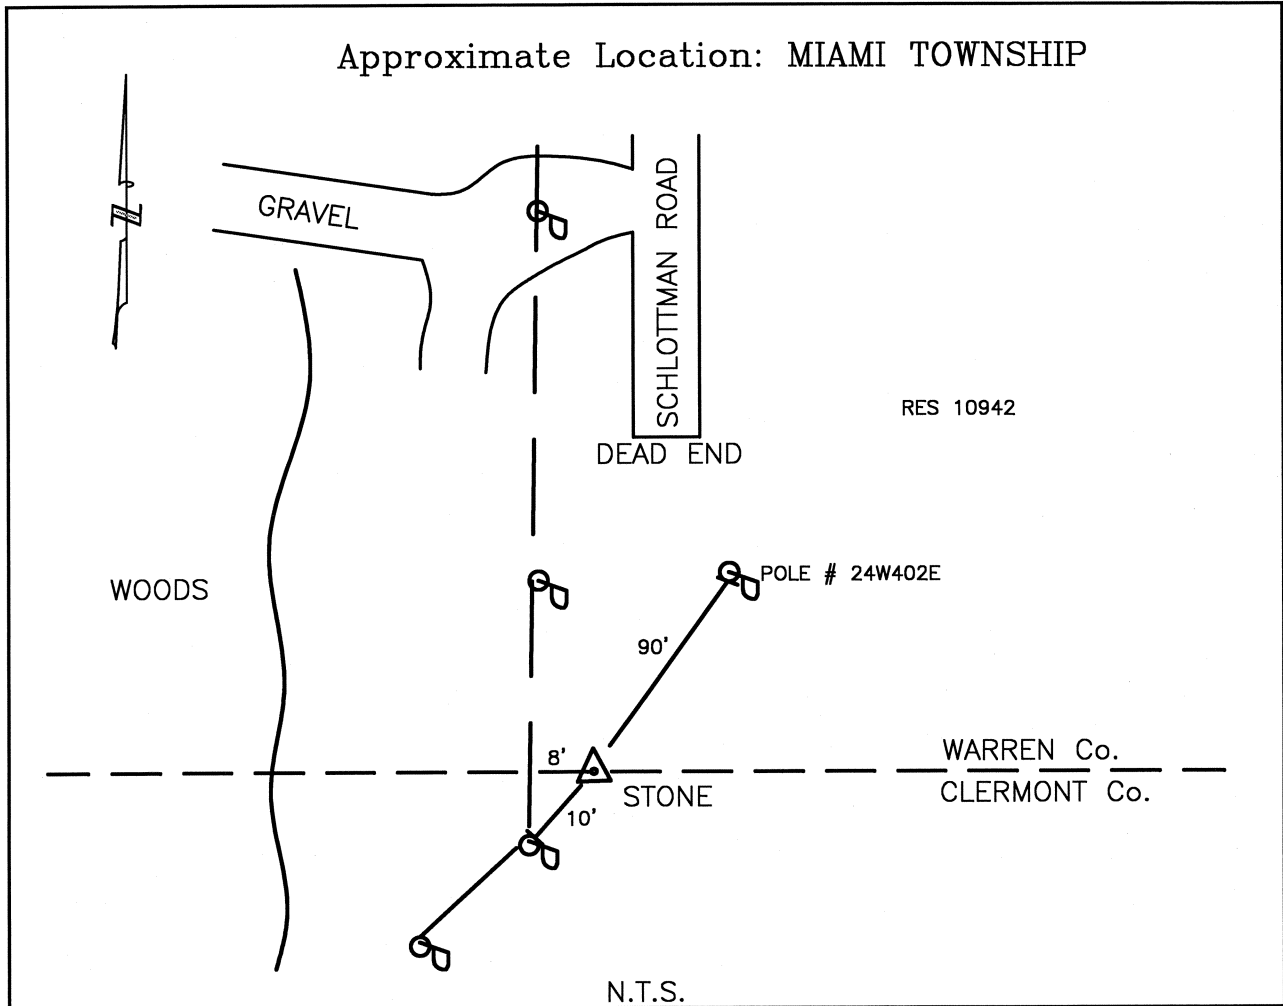 Approximate Location: MIAMI TOWNSHIP
N
GRAVEL
SCHLOTTMAN ROAD
RES 10942
DEAD END
WOODS
POLE # 24W402E
90'
8'
WARREN Co.
STONE
CLERMONT Co.
10'
N.T.S.